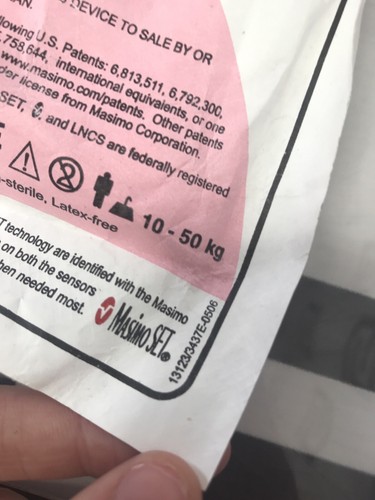 DEVICE TO SALE BY OR
U.S. Patents: 6,813,511, 6,792,300,
758,644, international equivalents, or one
www.masimo.com/patents. Other patents
license from Masimo Corporation.
SET, and LNCS are federally registered
10 - 50 kg
-sterile, Latex-free
technology are identified with the Masimo
on both the sensors
when needed most.
Masimo SET®
13123/3437E-0506